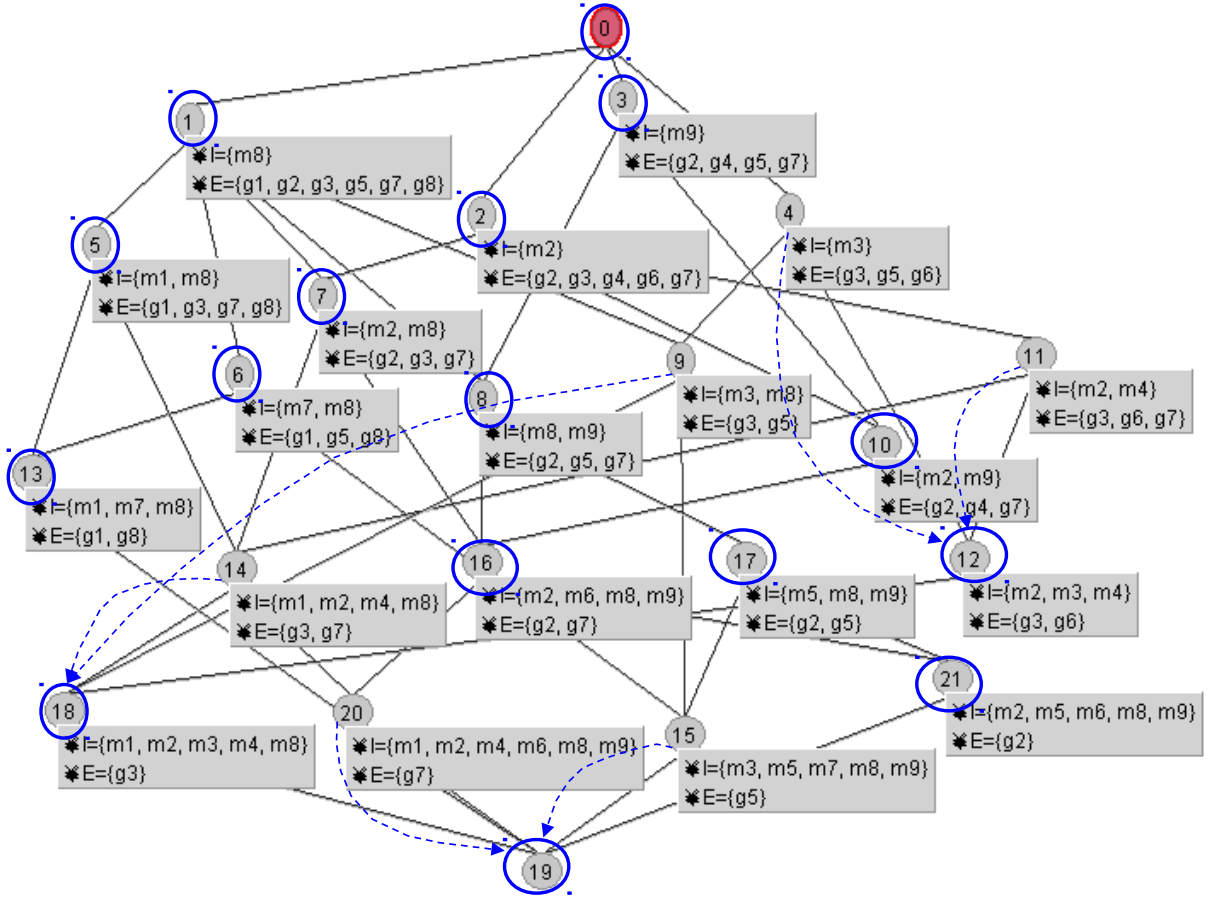 0
3
I={m9}
E={g2, g4, g5, g7}
1
I={m8}
E={g1, g2, g3, g5, g7, g8}
2
I={m2}
E={g2, g3, g4, g6, g7}
4
I={m3}
E={g3, g5, g6}
5
I={m1, m8}
E={g1, g3, g7, g8}
7
I={m2, m8}
E={g2, g3, g7}
6
I={m7, m8}
E={g1, g5, g8}
8
I={m8, m9}
E={g2, g5, g7}
9
I={m3, m8}
E={g3, g5}
11
I={m2, m4}
E={g3, g6, g7}
10
I={m2, m9}
E={g2, g4, g7}
13
I={m1, m7, m8}
E={g1, g8}
14
I={m1, m2, m4, m8}
E={g3, g7}
16
I={m2, m6, m8, m9}
E={g2, g7}
17
I={m5, m8, m9}
E={g2, g5}
12
I={m2, m3, m4}
E={g3, g6}
18
I={m1, m2, m3, m4, m8}
E={g3}
20
I={m1, m2, m4, m6, m8, m9}
E={g7}
15
I={m3, m5, m7, m8, m9}
E={g5}
21
I={m2, m5, m6, m8, m9}
E={g2}
19